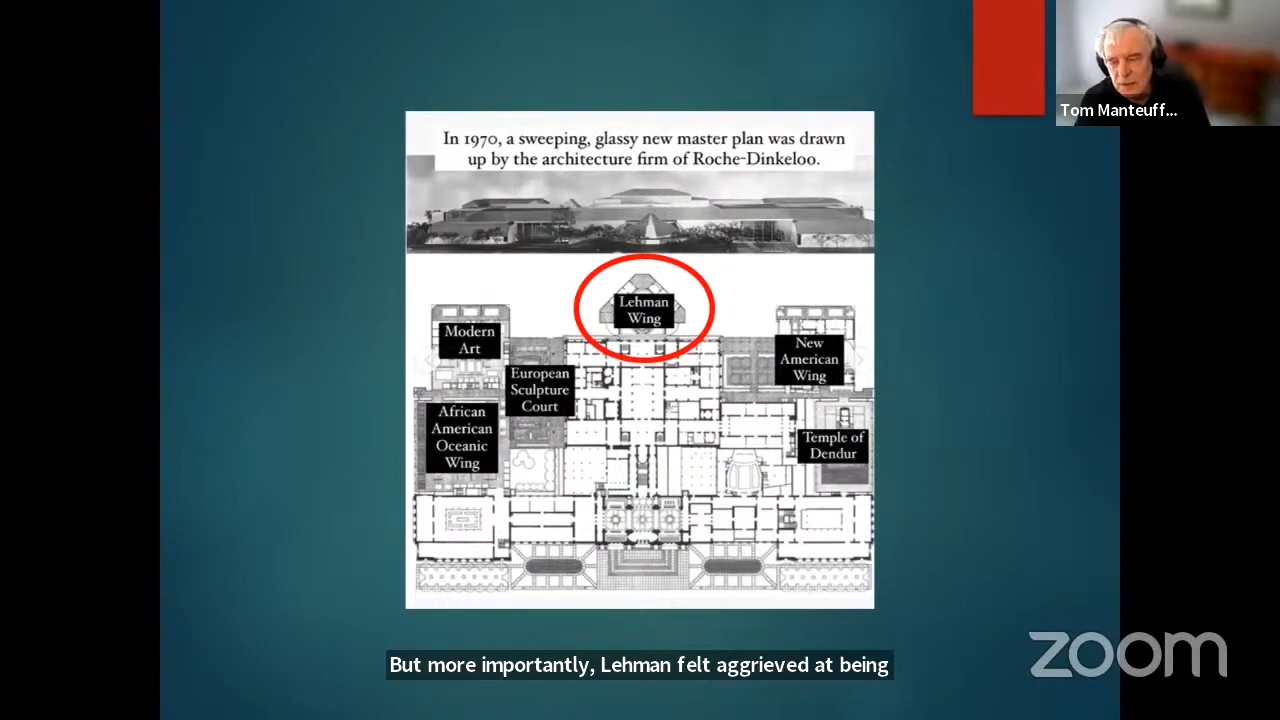 Tom Manteuff...
In 1970, a sweeping, glassy new master plan was drawn
up by the architecture firm of Roche-Dinkeloo.
Lehman
Wing
Modern
Art
New
American
Wing
European
Sculpture
Court
African
American
Oceanic
Wing
Temple of
Dendur
But more importantly, Lehman felt aggrieved at being
zoom